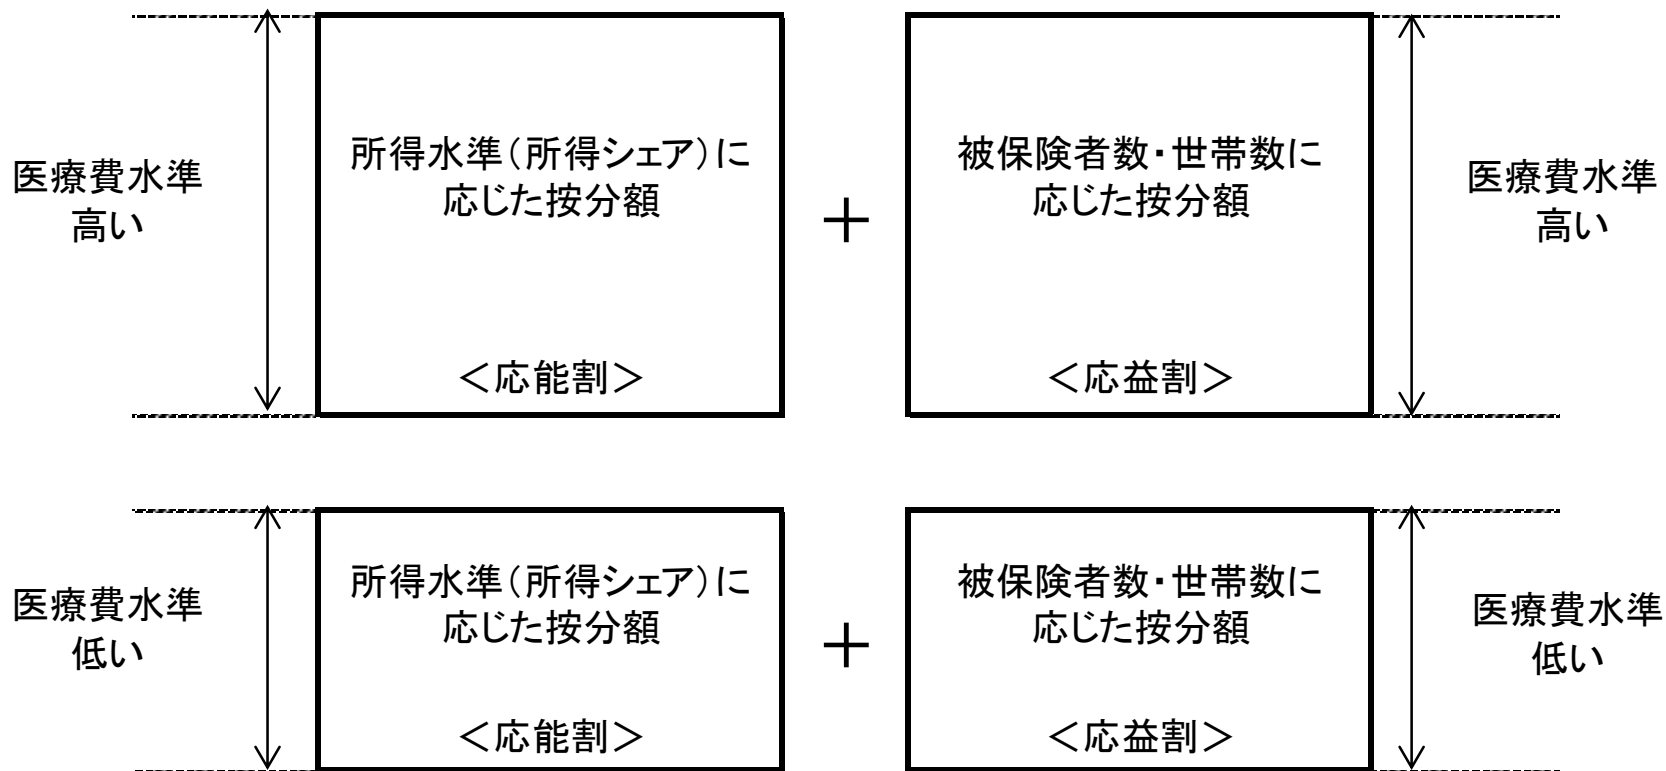 医療費水準
高い
所得水準（所得シェア）に
応じた按分額
＜応能割＞
＋
被保険者数・世帯数に
応じた按分額
＜応益割＞
医療費水準
高い
医療費水準
低い
所得水準（所得シェア）に
応じた按分額
＜応能割＞
＋
被保険者数・世帯数に
応じた按分額
＜応益割＞
医療費水準
低い